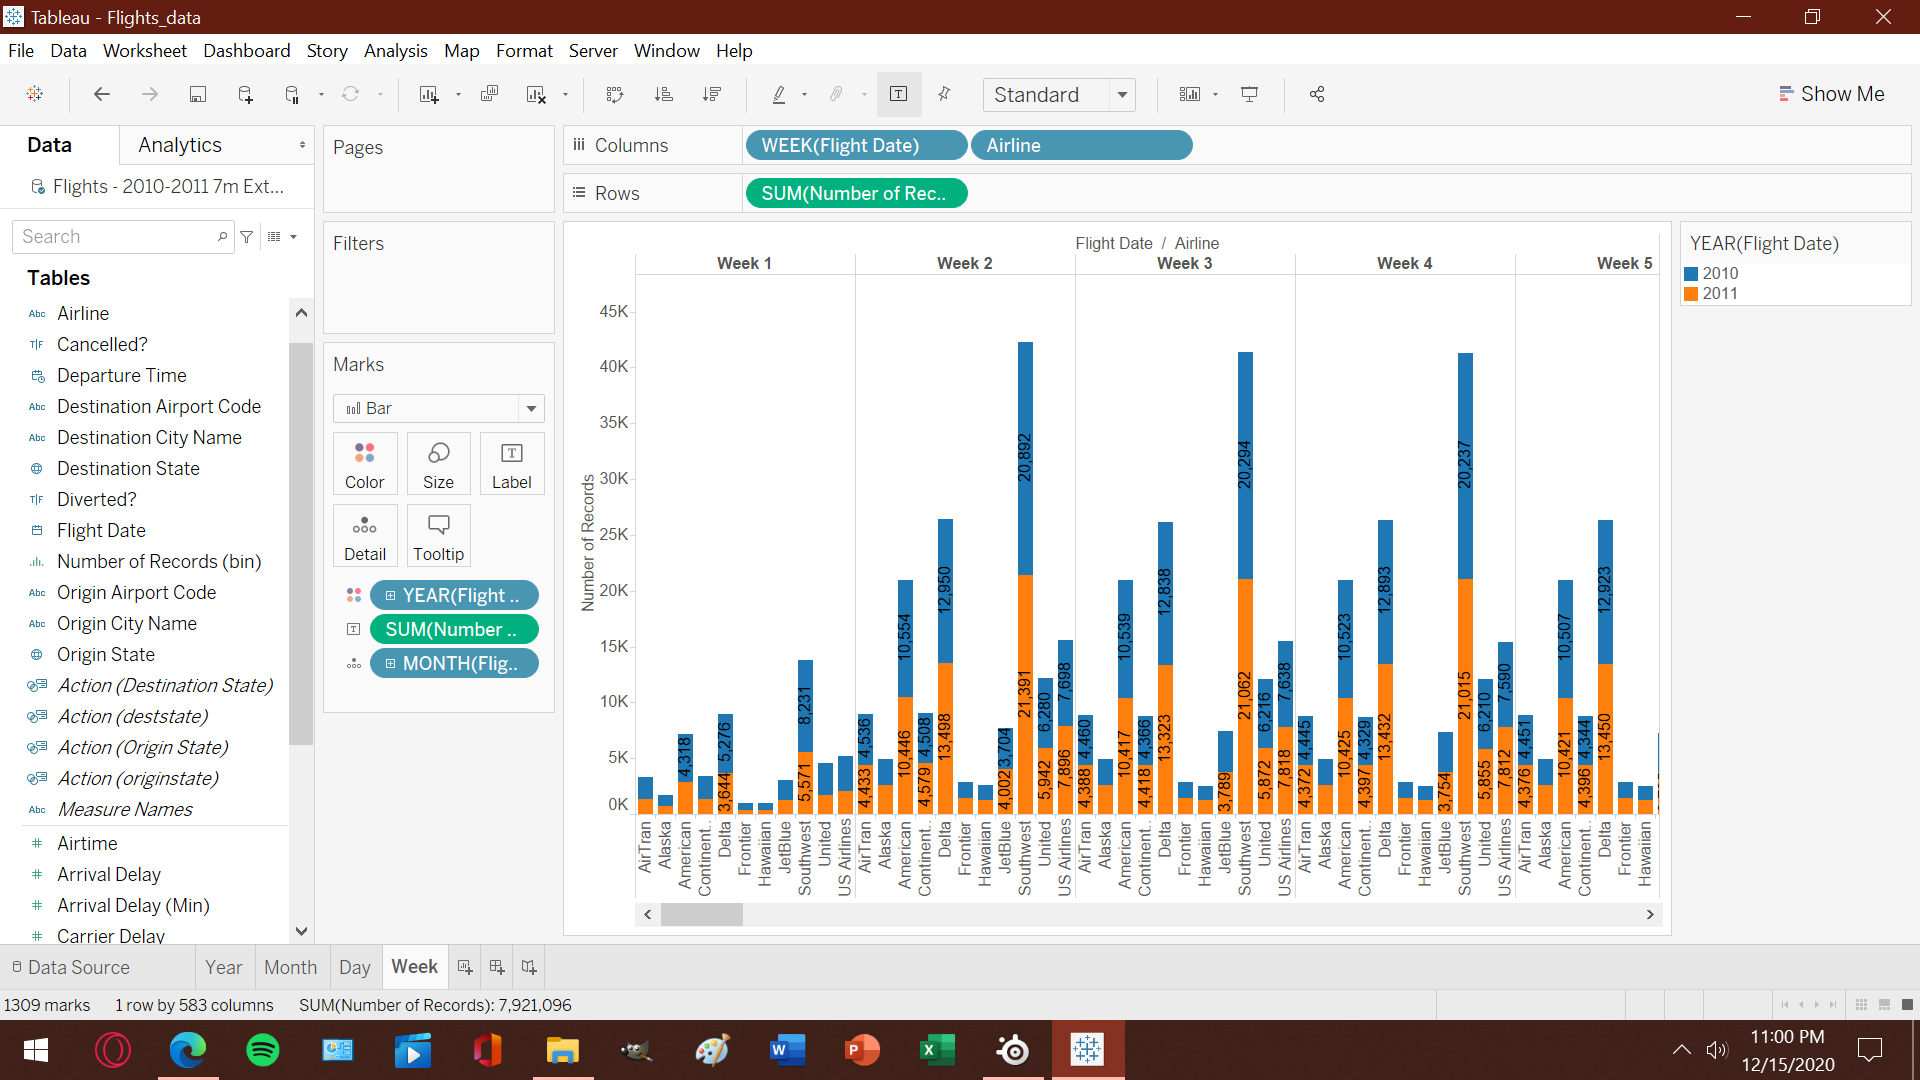 Tableau - Flights_data
File Data Worksheet Dashboard Story Analysis Map Format Server Window Help
Standard
Show Me
Data Analytics
Flights - 2010-2011 7m Ext...
Search
Tables
Abc Airline
T|F Cancelled?
Departure Time
Abc Destination Airport Code
Abc Destination City Name
Destination State
T|F Diverted?
Flight Date
Number of Records (bin)
Abc Origin Airport Code
Abc Origin City Name
Origin State
Action (Destination State)
Action (deststate)
Action (Origin State)
Action (originstate)
Abc Measure Names
# Airtime
# Arrival Delay
# Arrival Delay (Min)
# Carrier Delay
Pages
Filters
Marks
Bar
Color Size Label
Detail Tooltip
YEAR(Flight ..
SUM(Number ..
MONTH(Flig..
Columns WEEK(Flight Date) Airline
Rows SUM(Number of Rec..
Flight Date / Airline
Week 1 Week 2 Week 3 Week 4 Week 5
Number of Records
45K
40K
35K
30K
25K
20K
15K
10K
5K
0K
4,318 3,644 5,276 5,571 8,231
4,433 4,536 10,446 10,554 4,579 4,508 13,498 12,950 4,002 3,704 21,391 20,892 5,942 6,280 7,896 7,698
4,388 4,460 10,417 10,539 4,418 4,366 13,323 12,838 3,789 21,062 20,294 5,872 6,216 7,818 7,638
4,372 4,445 10,425 10,523 4,397 4,329 13,432 12,893 3,754 21,015 20,237 5,855 6,210 7,812 7,590
4,376 4,451 10,421 10,507 4,396 4,344 13,450 12,923
AirTran Alaska American Continent.. Delta Frontier Hawaiian JetBlue Southwest United US Airlines
AirTran Alaska American Continent.. Delta Frontier Hawaiian JetBlue Southwest United US Airlines
AirTran Alaska American Continent.. Delta Frontier Hawaiian JetBlue Southwest United US Airlines
AirTran Alaska American Continent.. Delta Frontier Hawaiian JetBlue Southwest United US Airlines
AirTran Alaska American Continent.. Delta Frontier Hawaiian
YEAR(Flight Date)
2010
2011
Data Source Year Month Day Week
1309 marks 1 row by 583 columns SUM(Number of Records): 7,921,096
11:00 PM
12/15/2020